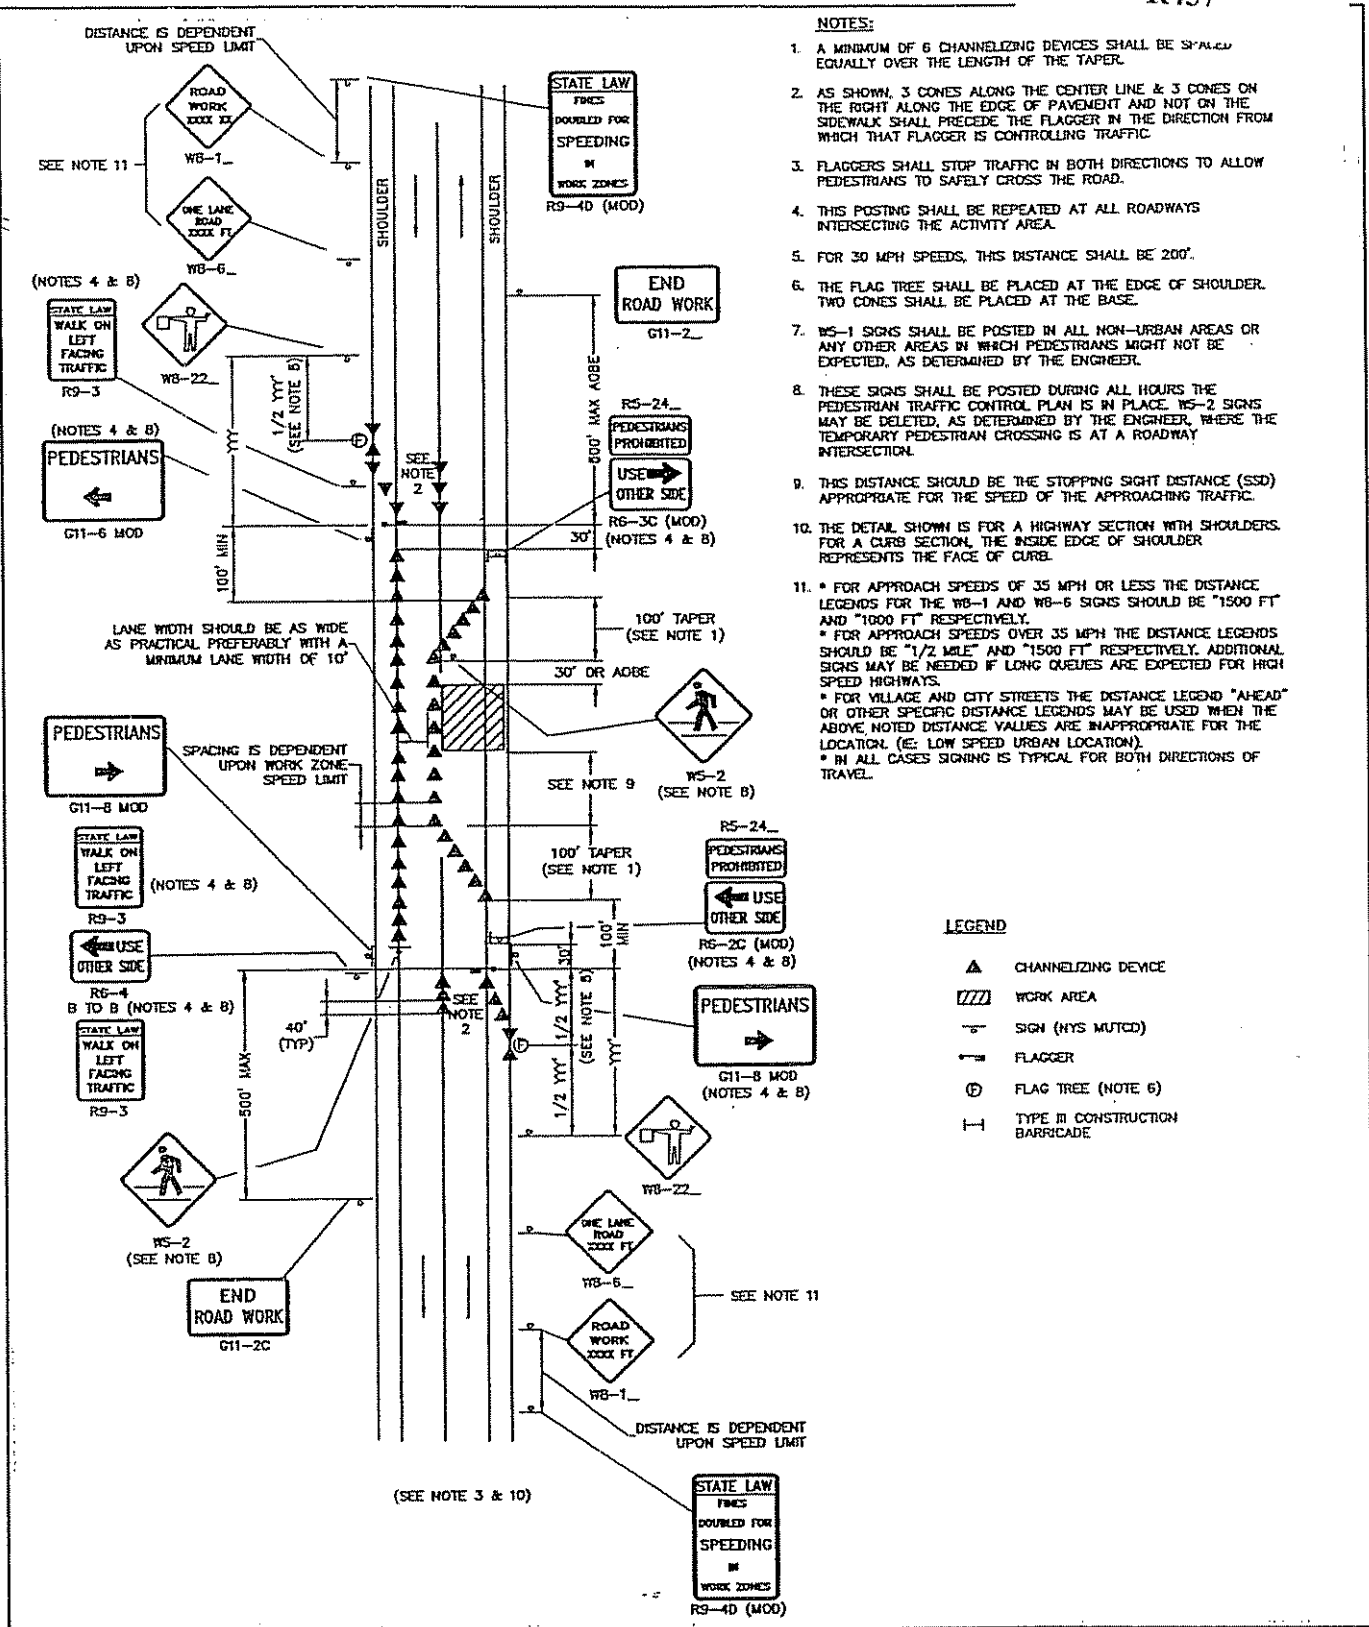 NOTES:
1. A MINIMUM OF 6 CHANNELIZING DEVICES SHALL BE SPACED
EQUALLY OVER THE LENGTH OF THE TAPER.
2. AS SHOWN, 3 CONES ALONG THE CENTER LINE & 3 CONES ON
THE RIGHT ALONG THE EDGE OF PAVEMENT AND NOT ON THE
SIDEWALK SHALL PRECEDE THE FLAGGER IN THE DIRECTION FROM
WHICH THAT FLAGGER IS CONTROLLING TRAFFIC
3. FLAGGERS SHALL STOP TRAFFIC IN BOTH DIRECTIONS TO ALLOW
PEDESTRIANS TO SAFELY CROSS THE ROAD.
4. THIS POSTING SHALL BE REPEATED AT ALL ROADWAYS
INTERSECTING THE ACTIVITY AREA.
5. FOR 30 MPH SPEEDS, THIS DISTANCE SHALL BE 200'.
6. THE FLAG TREE SHALL BE PLACED AT THE EDGE OF SHOULDER.
TWO CONES SHALL BE PLACED AT THE BASE.
7. W5-1 SIGNS SHALL BE POSTED IN ALL NON-URBAN AREAS OR
ANY OTHER AREAS IN WHICH PEDESTRIANS MIGHT NOT BE
EXPECTED, AS DETERMINED BY THE ENGINEER.
8. THESE SIGNS SHALL BE POSTED DURING ALL HOURS THE
PEDESTRIAN TRAFFIC CONTROL PLAN IS IN PLACE. W5-2 SIGNS
MAY BE DELETED, AS DETERMINED BY THE ENGINEER, WHERE THE
TEMPORARY PEDESTRIAN CROSSING IS AT A ROADWAY
INTERSECTION.
9. THIS DISTANCE SHOULD BE THE STOPPING SIGHT DISTANCE (SSD)
APPROPRIATE FOR THE SPEED OF THE APPROACHING TRAFFIC.
10. THE DETAIL SHOWN IS FOR A HIGHWAY SECTION WITH SHOULDERS.
FOR A CURB SECTION, THE INSIDE EDGE OF SHOULDER
REPRESENTS THE FACE OF CURB.
11. * FOR APPROACH SPEEDS OF 35 MPH OR LESS THE DISTANCE
LEGENDS FOR THE W8-1 AND W8-6 SIGNS SHOULD BE "1500 FT"
AND "1000 FT" RESPECTIVELY.
* FOR APPROACH SPEEDS OVER 35 MPH THE DISTANCE LEGENDS
SHOULD BE "1/2 MILE" AND "1500 FT" RESPECTIVELY. ADDITIONAL
SIGNS MAY BE NEEDED IF LONG QUEUES ARE EXPECTED FOR HIGH
SPEED HIGHWAYS.
* FOR VILLAGE AND CITY STREETS THE DISTANCE LEGEND "AHEAD"
OR OTHER SPECIFIC DISTANCE LEGENDS MAY BE USED WHEN THE
ABOVE NOTED DISTANCE VALUES ARE INAPPROPRIATE FOR THE
LOCATION. (IE: LOW SPEED URBAN LOCATION).
* IN ALL CASES SIGNING IS TYPICAL FOR BOTH DIRECTIONS OF
TRAVEL.
DISTANCE IS DEPENDENT
UPON SPEED LIMIT
ROAD
WORK
XXXX XX
W8-1_
SEE NOTE 11
ONE LANE
ROAD
XXXX FT
W8-6_
STATE LAW
FINES
DOUBLED FOR
SPEEDING
IN
WORK ZONES
R9-4D (MOD)
SHOULDER
SHOULDER
END
ROAD WORK
G11-2_
(NOTES 4 & 8)
STATE LAW
WALK ON
LEFT
FACING
TRAFFIC
R9-3
W8-22_
YYY'
1/2 YYY'
(SEE NOTE 5)
F
500' MAX AOBE
R5-24_
PEDESTRIANS
PROHIBITED
USE
OTHER SIDE
R6-3C (MOD)
(NOTES 4 & 8)
(NOTES 4 & 8)
PEDESTRIANS
G11-6 MOD
SEE
NOTE
2
30'
100' MIN
LANE WIDTH SHOULD BE AS WIDE
AS PRACTICAL PREFERABLY WITH A
MINIMUM LANE WIDTH OF 10'
100' TAPER
(SEE NOTE 1)
30' OR AOBE
W5-2
(SEE NOTE 8)
PEDESTRIANS
G11-8 MOD
SPACING IS DEPENDENT
UPON WORK ZONE
SPEED LIMIT
SEE NOTE 9
100' TAPER
(SEE NOTE 1)
R5-24_
PEDESTRIANS
PROHIBITED
USE
OTHER SIDE
R6-2C (MOD)
(NOTES 4 & 8)
STATE LAW
WALK ON
LEFT
FACING
TRAFFIC
(NOTES 4 & 8)
R9-3
USE
OTHER SIDE
R6-4
B TO B (NOTES 4 & 8)
STATE LAW
WALK ON
LEFT
FACING
TRAFFIC
R9-3
40'
(TYP)
SEE
NOTE
2
100'
MIN
30'
1/2 YYY'
1/2 YYY'
(SEE NOTE 5)
YYY'
F
PEDESTRIANS
G11-8 MOD
(NOTES 4 & 8)
500' MAX
W5-2
(SEE NOTE 8)
END
ROAD WORK
G11-2C
W8-22_
ONE LANE
ROAD
XXXX FT
W8-6_
SEE NOTE 11
ROAD
WORK
XXXX FT
W8-1_
DISTANCE IS DEPENDENT
UPON SPEED LIMIT
(SEE NOTE 3 & 10)
STATE LAW
FINES
DOUBLED FOR
SPEEDING
IN
WORK ZONES
R9-4D (MOD)
LEGEND
CHANNELIZING DEVICE
WORK AREA
SIGN (NYS MUTCD)
FLAGGER
F FLAG TREE (NOTE 6)
TYPE III CONSTRUCTION
BARRICADE